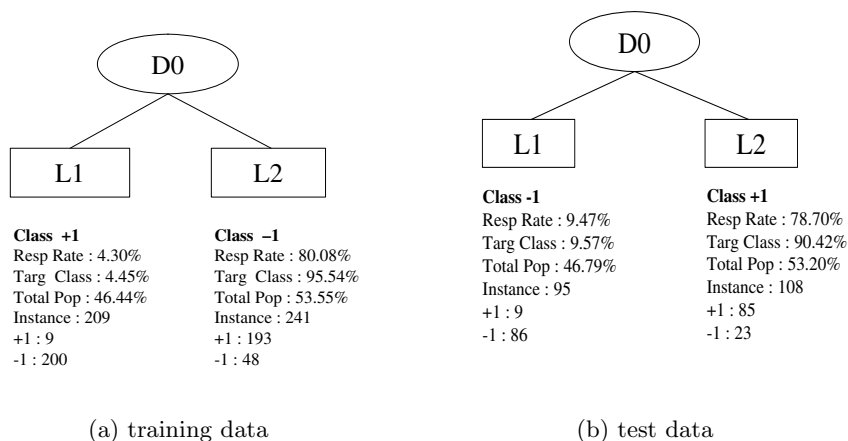 D0
L1
L2
Class +1
Resp Rate : 4.30%
Targ Class : 4.45%
Total Pop : 46.44%
Instance : 209
+1 : 9
-1 : 200
Class −1
Resp Rate : 80.08%
Targ Class : 95.54%
Total Pop : 53.55%
Instance : 241
+1 : 193
-1 : 48
(a) training data
D0
L1
L2
Class -1
Resp Rate : 9.47%
Targ Class : 9.57%
Total Pop : 46.79%
Instance : 95
+1 : 9
-1 : 86
Class +1
Resp Rate : 78.70%
Targ Class : 90.42%
Total Pop : 53.20%
Instance : 108
+1 : 85
-1 : 23
(b) test data